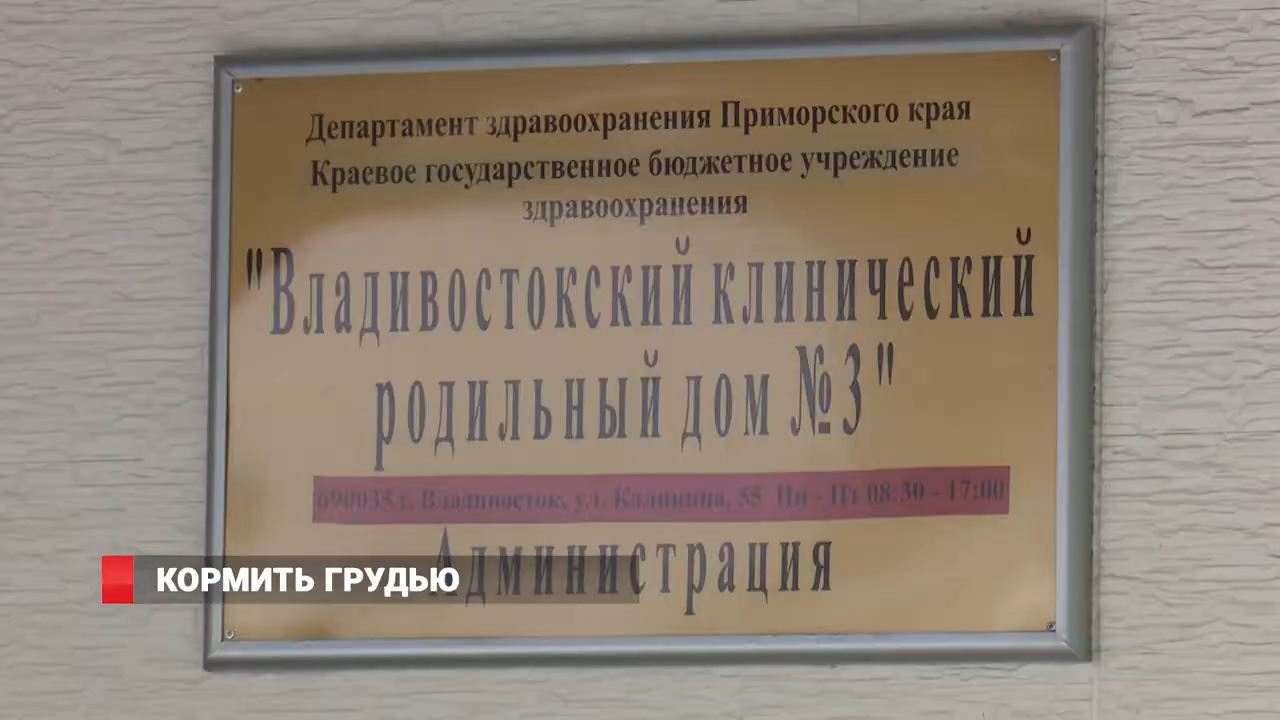 Департамент здравоохранения Приморского края
Краевое государственное бюджетное учреждение
здравоохранения
"Владивостокский клинический
родильный дом №3"
690035 г. Владивосток, ул. Калинина, 55 Пн - Пт 08:30 - 17:00
Администрация
КОРМИТЬ ГРУДЬЮ